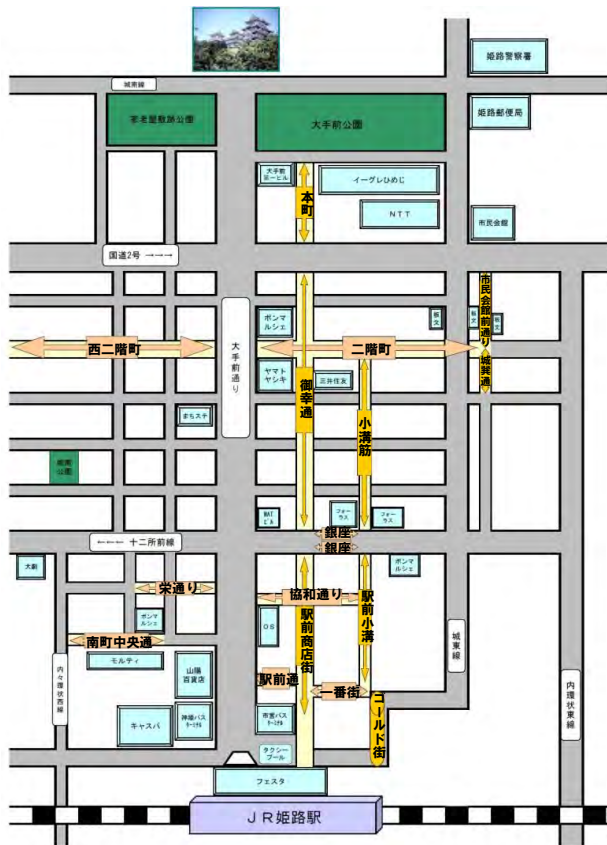 姫路警察署
城東線
家老屋敷跡公園
大手前公園
姫路郵便局
大手前
第一ビル
イーグレひめじ
本町
NTT
市民会館
国道2号 →→→
市民会館前通り
ボン
マル
シェ
大手前通り
西二階町
二階町
城巽通
ヤマト
ヤシキ
三井住友
御幸通
小溝筋
まちステ
城南
公園
フォー
ラス
フォー
ラス
←←← 十二所前線
銀座
銀座
大劇
ボン
マルシェ
栄通り
協和通り
駅前小溝
ボン
マルシェ
OS
駅前商店街
南町中央通
城東線
モルティ
山陽
百貨店
駅前通
一番街
内々環状西線
内環状東線
ゴールド街
キャスパ
神姫バス
ターミナル
市営バス
ターミナル
タクシー
プール
フェスタ
JR姫路駅